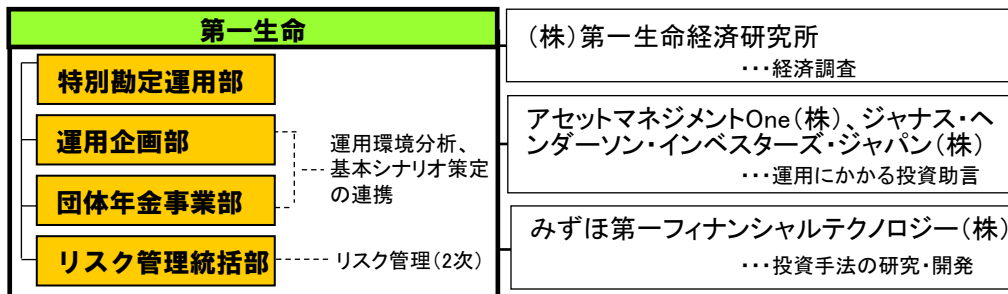 第一生命
特別勘定運用部
運用企画部
団体年金事業部
リスク管理統括部
運用環境分析、
基本シナリオ策定
の連携
リスク管理(2次)
(株)第一生命経済研究所
・・・経済調査
アセットマネジメントOne(株)、ジャナス・ヘ
ンダーソン・インベスターズ・ジャパン(株)
・・・運用にかかる投資助言
みずほ第一フィナンシャルテクノロジー(株)
・・・投資手法の研究・開発